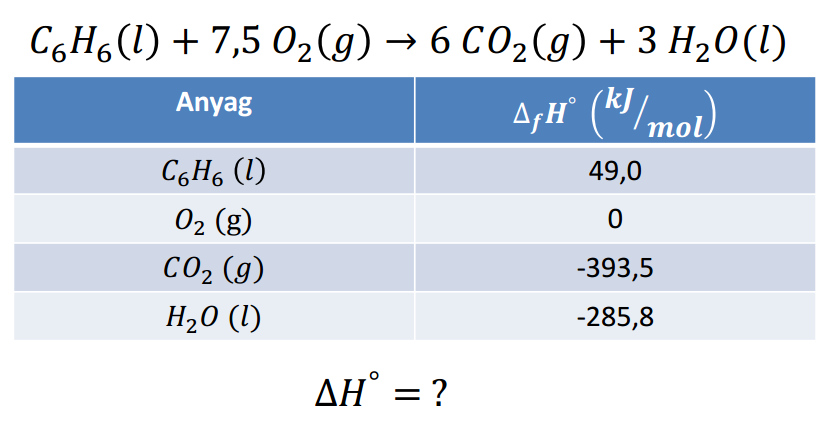 C₆H₆(l) + 7,5 O₂(g) → 6 CO₂(g) + 3 H₂O(l)
Anyag Δ_fH° (kJ/mol)
C₆H₆ (l) 49,0
O₂ (g) 0
CO₂ (g) -393,5
H₂O (l) -285,8
ΔH° = ?